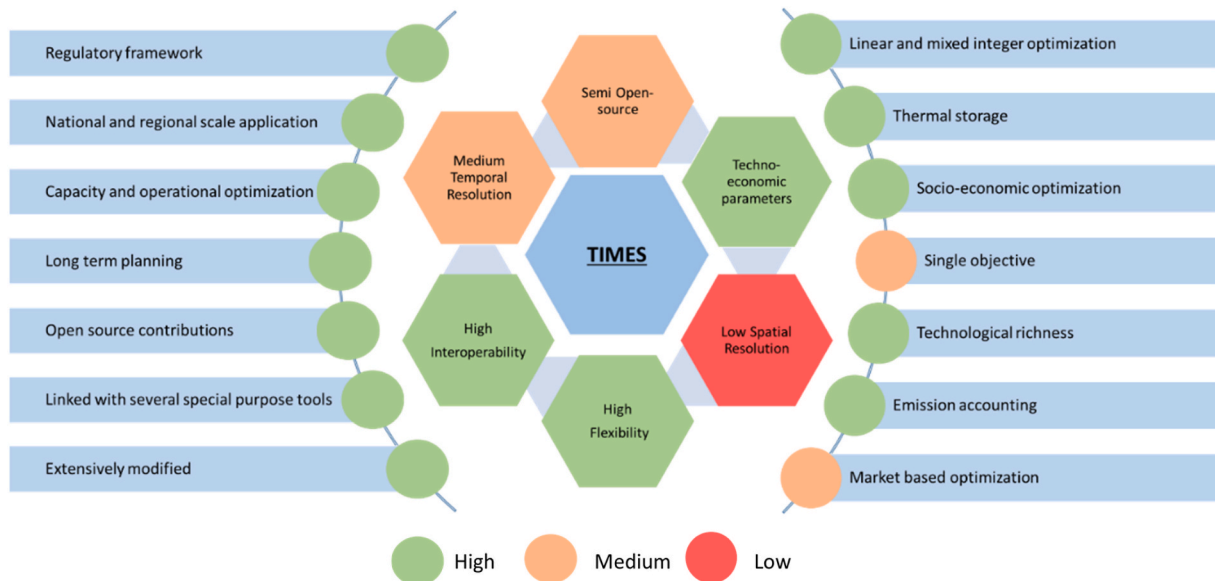 Regulatory framework
National and regional scale application
Capacity and operational optimization
Long term planning
Open source contributions
Linked with several special purpose tools
Extensively modified
Semi Open-
source
Medium
Temporal
Resolution
Techno-
economic
parameters
TIMES
High
Interoperability
Low Spatial
Resolution
High
Flexibility
Linear and mixed integer optimization
Thermal storage
Socio-economic optimization
Single objective
Technological richness
Emission accounting
Market based optimization
High
Medium
Low